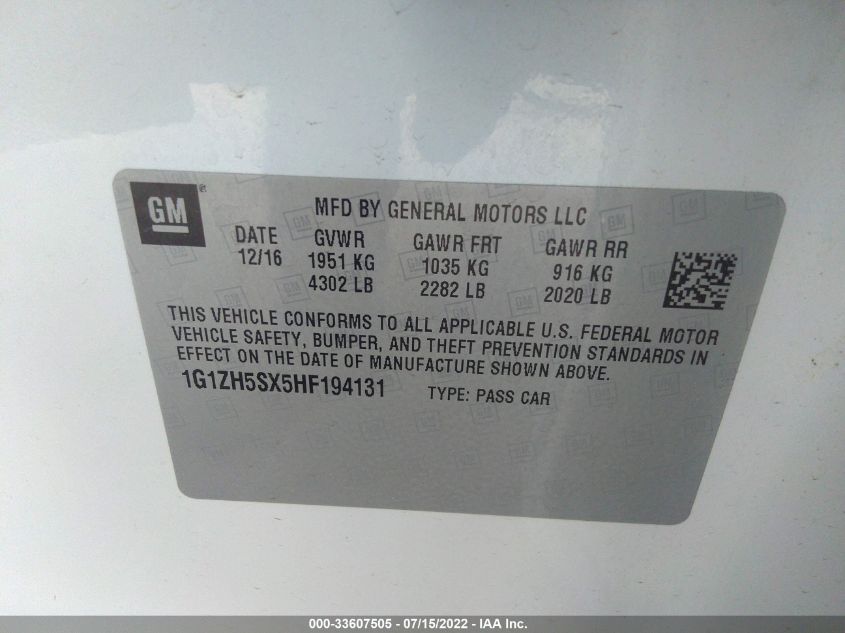 GM
MFD BY GENERAL MOTORS LLC
DATE GVWR GAWR FRT GAWR RR
12/16 1951 KG 1035 KG 916 KG
4302 LB 2282 LB 2020 LB
THIS VEHICLE CONFORMS TO ALL APPLICABLE U.S. FEDERAL MOTOR
VEHICLE SAFETY, BUMPER, AND THEFT PREVENTION STANDARDS IN
EFFECT ON THE DATE OF MANUFACTURE SHOWN ABOVE.
1G1ZH5SX5HF194131 TYPE: PASS CAR
000-33607505 - 07/15/2022 - IAA Inc.